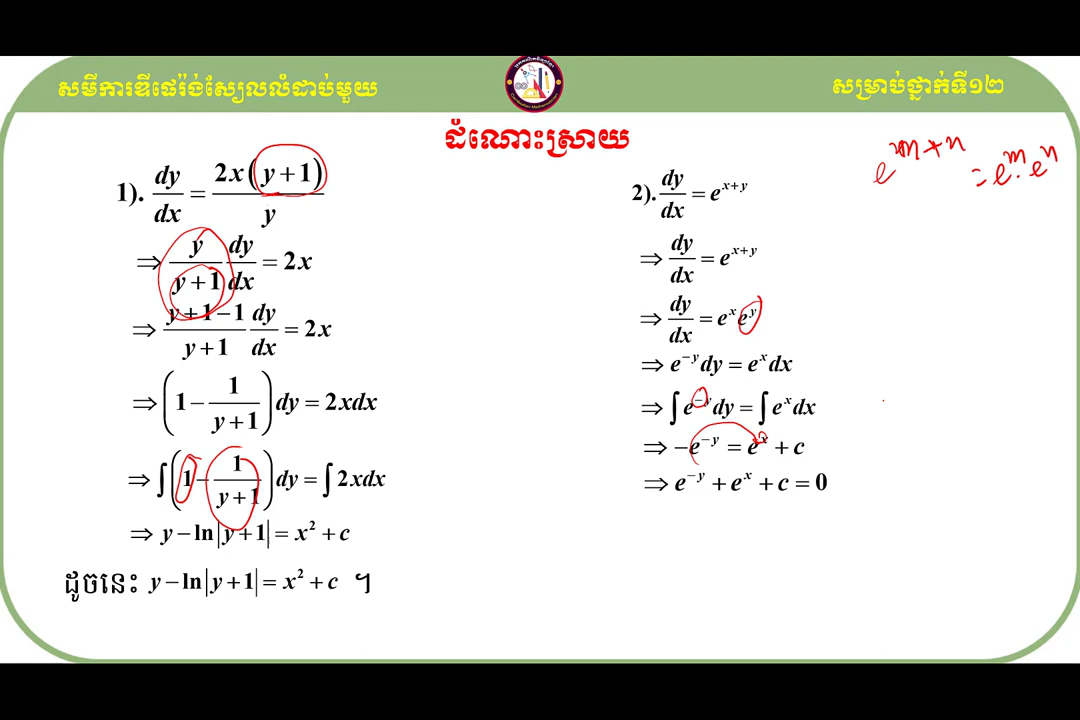 សមីការឌីផេរ៉ង់ស្យែលលំដាប់មួយ
សម្រាប់ថ្នាក់ទី១២
ដំណោះស្រាយ
1). dy/dx = 2x(y+1)/y
⇒ y/(y+1) dy/dx = 2x
⇒ (y+1−1)/(y+1) dy/dx = 2x
⇒ (1 − 1/(y+1)) dy = 2xdx
⇒ ∫(1 − 1/(y+1)) dy = ∫2xdx
⇒ y − ln|y+1| = x² + c
ដូចនេះ y − ln|y+1| = x² + c ។
2). dy/dx = e^(x+y)
⇒ dy/dx = e^(x+y)
⇒ dy/dx = e^x e^y
⇒ e^(−y) dy = e^x dx
⇒ ∫e^(−y) dy = ∫e^x dx
⇒ −e^(−y) = e^x + c
⇒ e^(−y) + e^x + c = 0
e^(m+n) = e^m · e^n